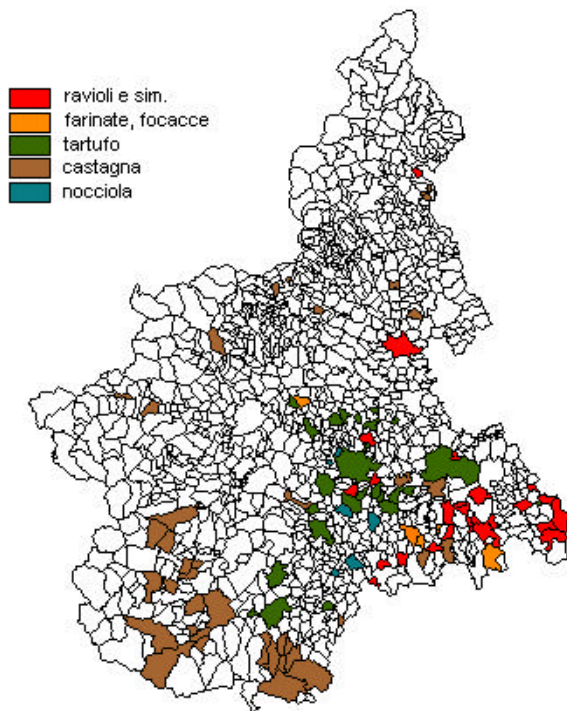 ravioli e sim.
farinate, focacce
tartufo
castagna
nocciola